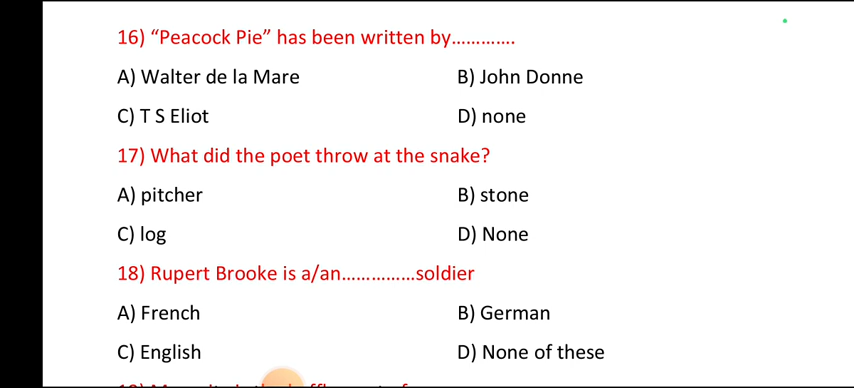 16) “Peacock Pie” has been written by.............
A) Walter de la Mare B) John Donne
C) T S Eliot D) none
17) What did the poet throw at the snake?
A) pitcher B) stone
C) log D) None
18) Rupert Brooke is a/an...............soldier
A) French B) German
C) English D) None of these